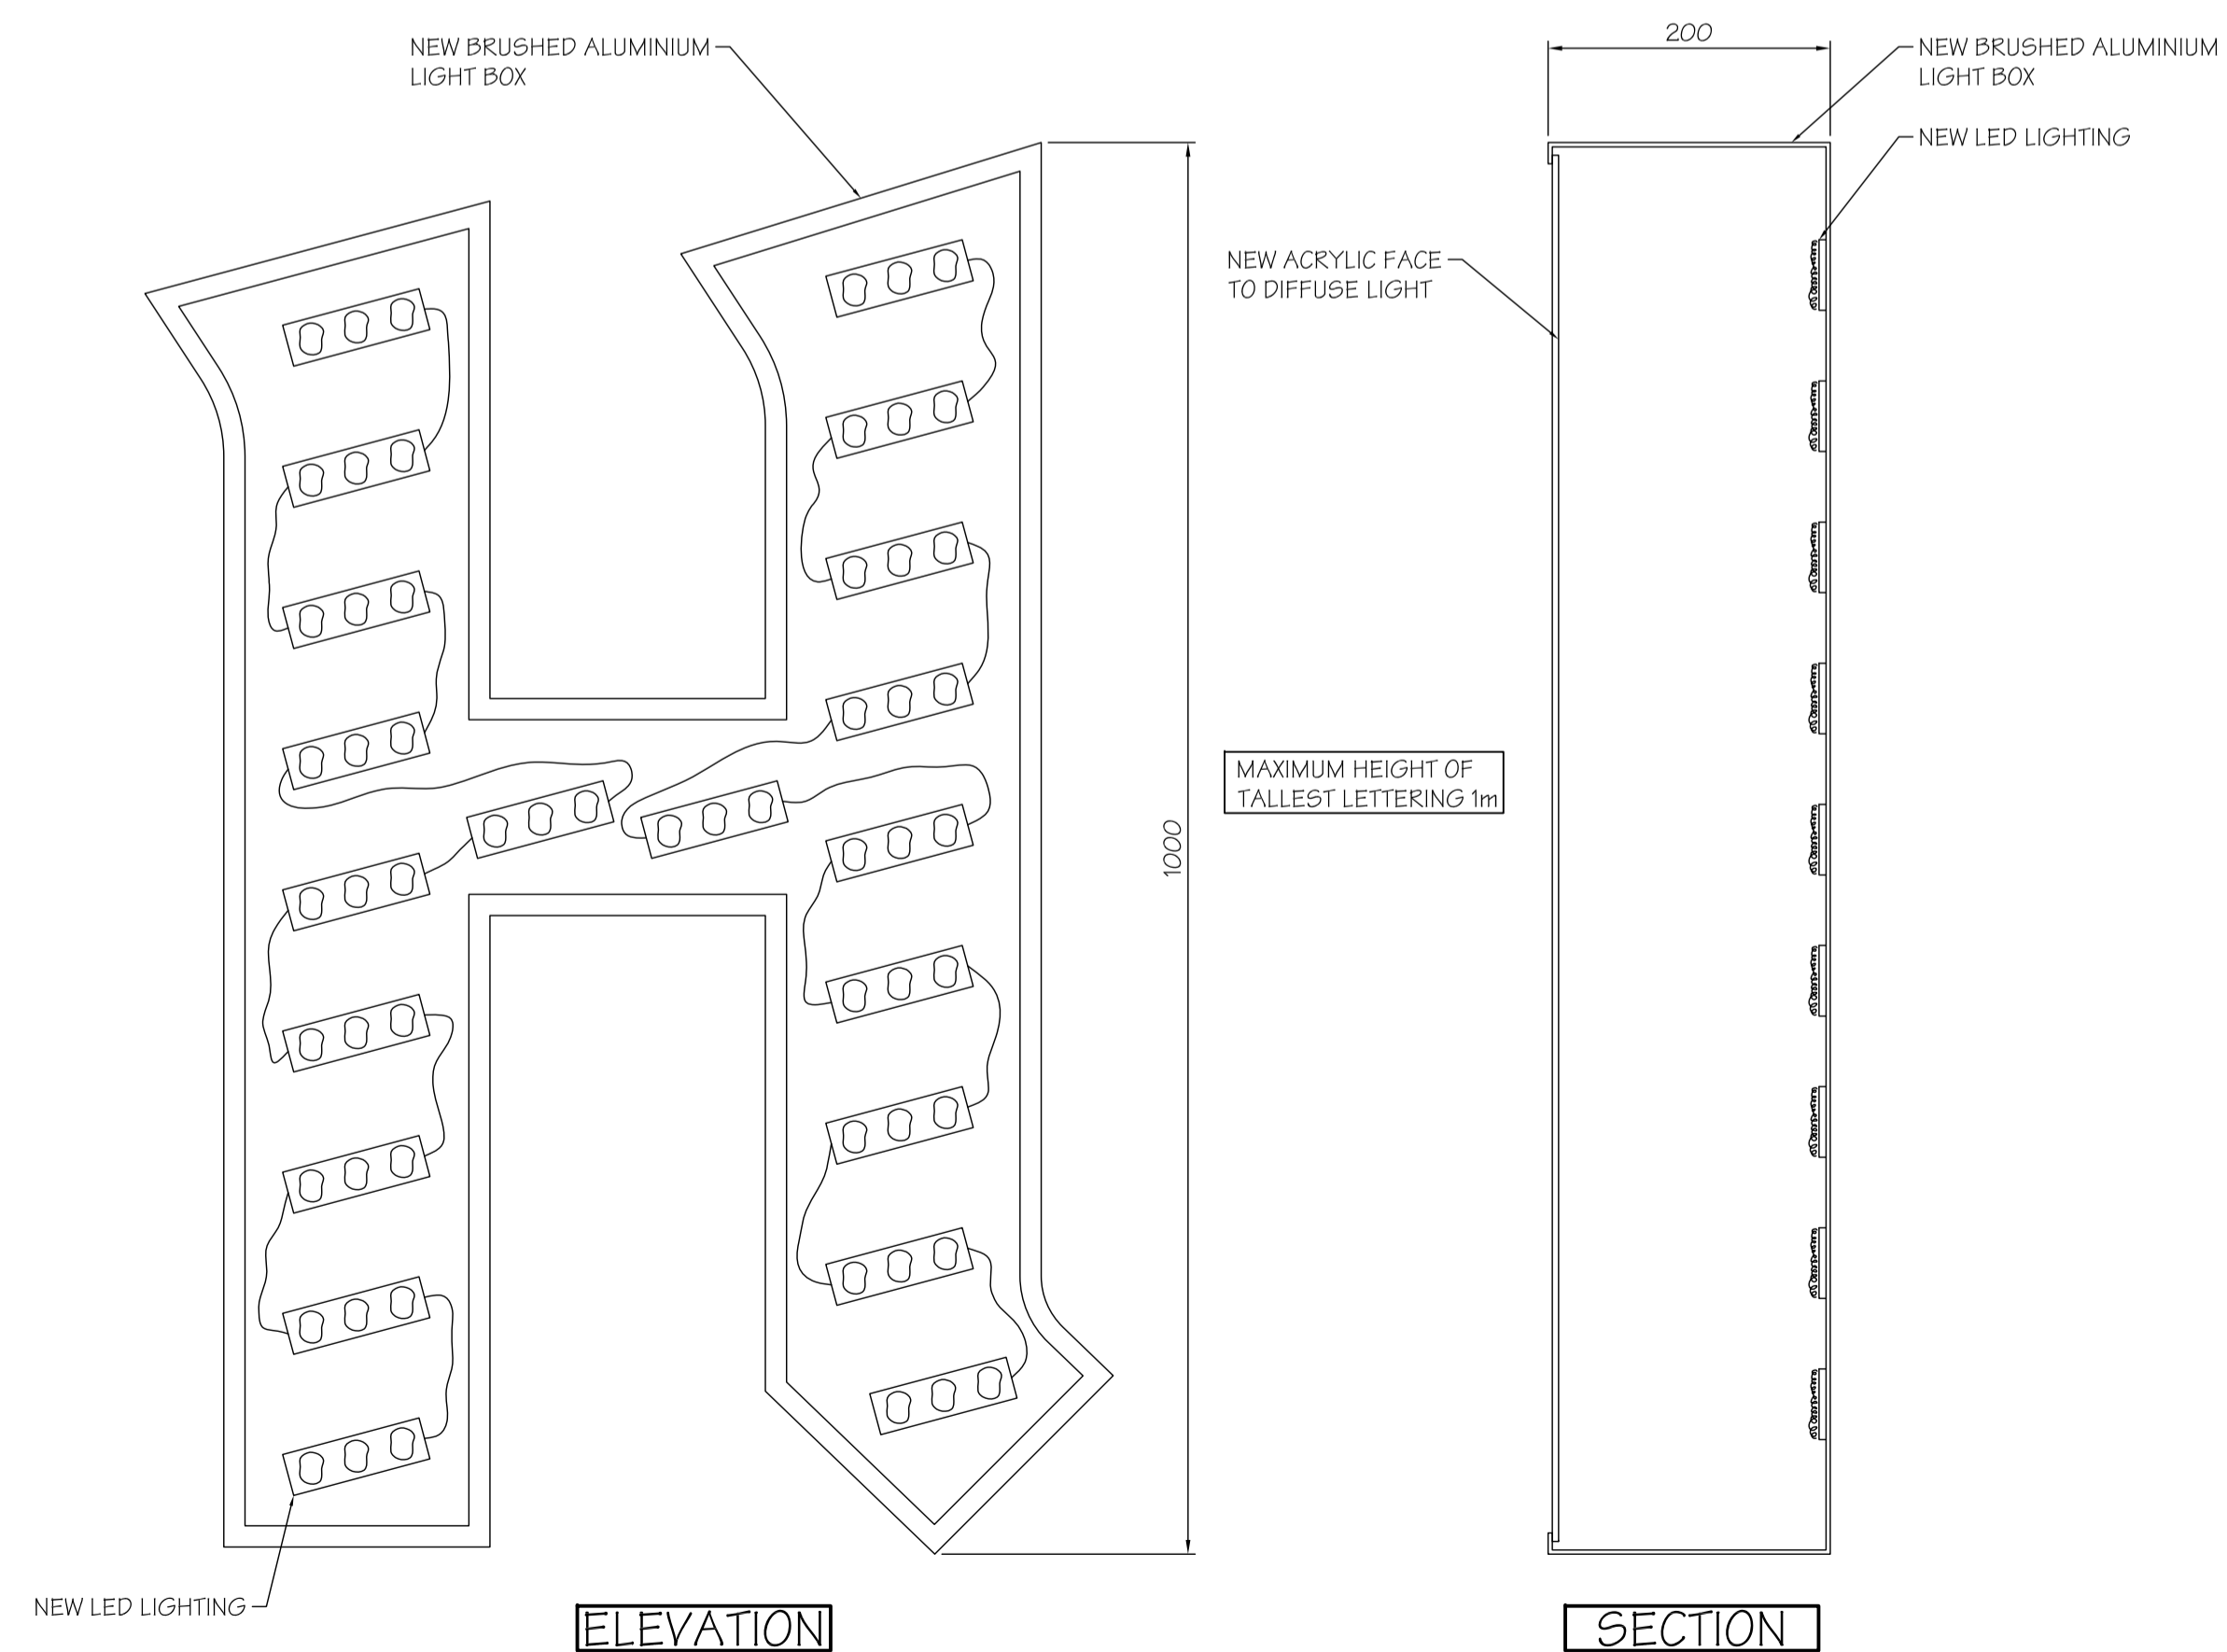 NEW BRUSHED ALUMINIUM
LIGHT BOX
200
NEW BRUSHED ALUMINIUM
LIGHT BOX
NEW LED LIGHTING
NEW ACRYLIC FACE
TO DIFFUSE LIGHT
MAXIMUM HEIGHT OF
TALLEST LETTERING 1m
1000
NEW LED LIGHTING
ELEVATION
SECTION